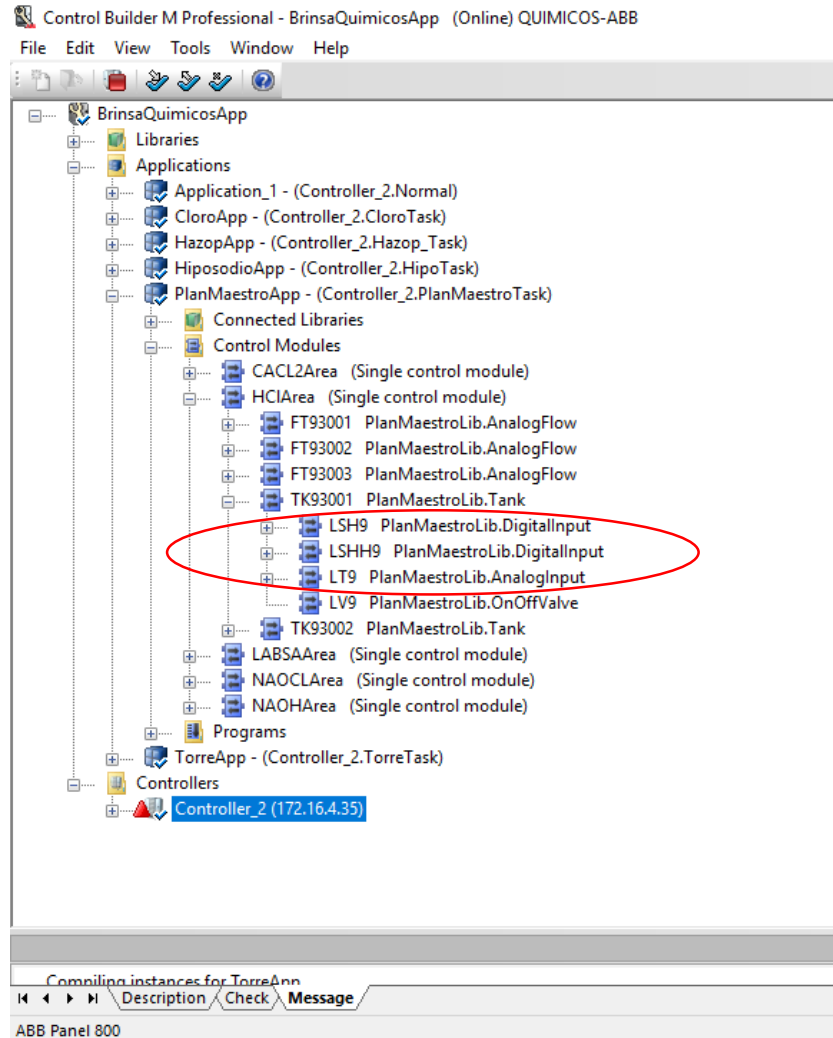 Control Builder M Professional - BrinsaQuimicosApp (Online) QUIMICOS-ABB
File Edit View Tools Window Help
BrinsaQuimicosApp
Libraries
Applications
Application_1 - (Controller_2.Normal)
CloroApp - (Controller_2.CloroTask)
HazopApp - (Controller_2.Hazop_Task)
HiposodioApp - (Controller_2.HipoTask)
PlanMaestroApp - (Controller_2.PlanMaestroTask)
Connected Libraries
Control Modules
CACL2Area (Single control module)
HClArea (Single control module)
FT93001 PlanMaestroLib.AnalogFlow
FT93002 PlanMaestroLib.AnalogFlow
FT93003 PlanMaestroLib.AnalogFlow
TK93001 PlanMaestroLib.Tank
LSH9 PlanMaestroLib.DigitalInput
LSHH9 PlanMaestroLib.DigitalInput
LT9 PlanMaestroLib.AnalogInput
LV9 PlanMaestroLib.OnOffValve
TK93002 PlanMaestroLib.Tank
LABSAArea (Single control module)
NAOCLArea (Single control module)
NAOHArea (Single control module)
Programs
TorreApp - (Controller_2.TorreTask)
Controllers
Controller_2 (172.16.4.35)
Compiling instances for TorreApp
Description Check Message
ABB Panel 800